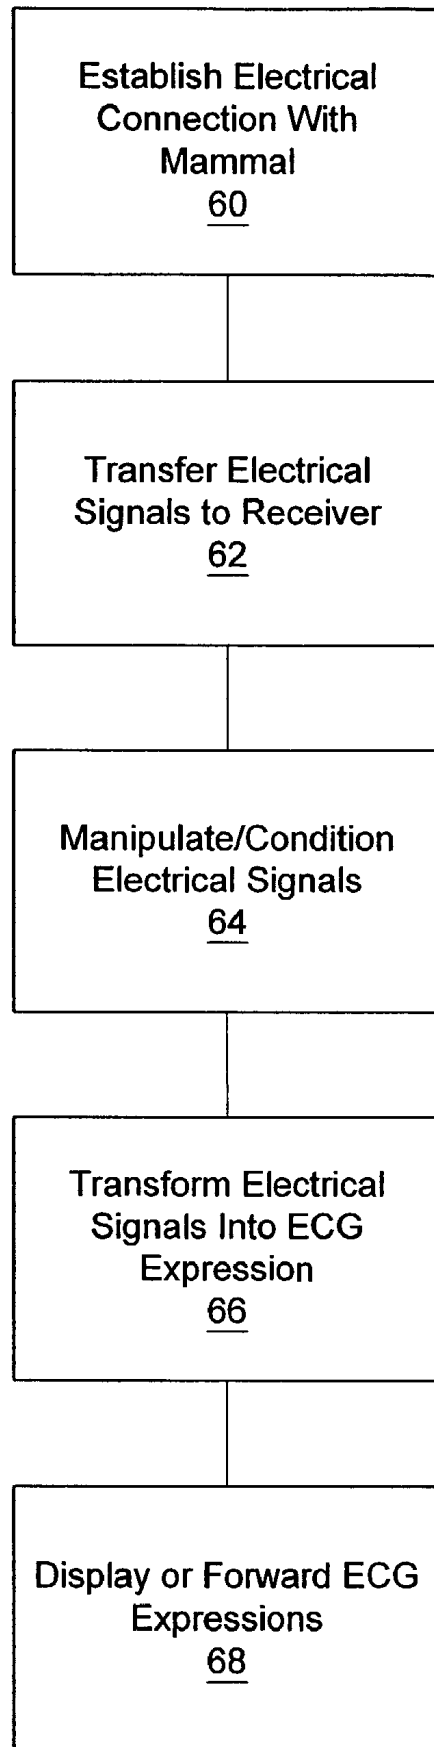 Establish Electrical
Connection With
Mammal
60
Transfer Electrical
Signals to Receiver
62
Manipulate/Condition
Electrical Signals
64
Transform Electrical
Signals Into ECG
Expression
66
Display or Forward ECG
Expressions
68